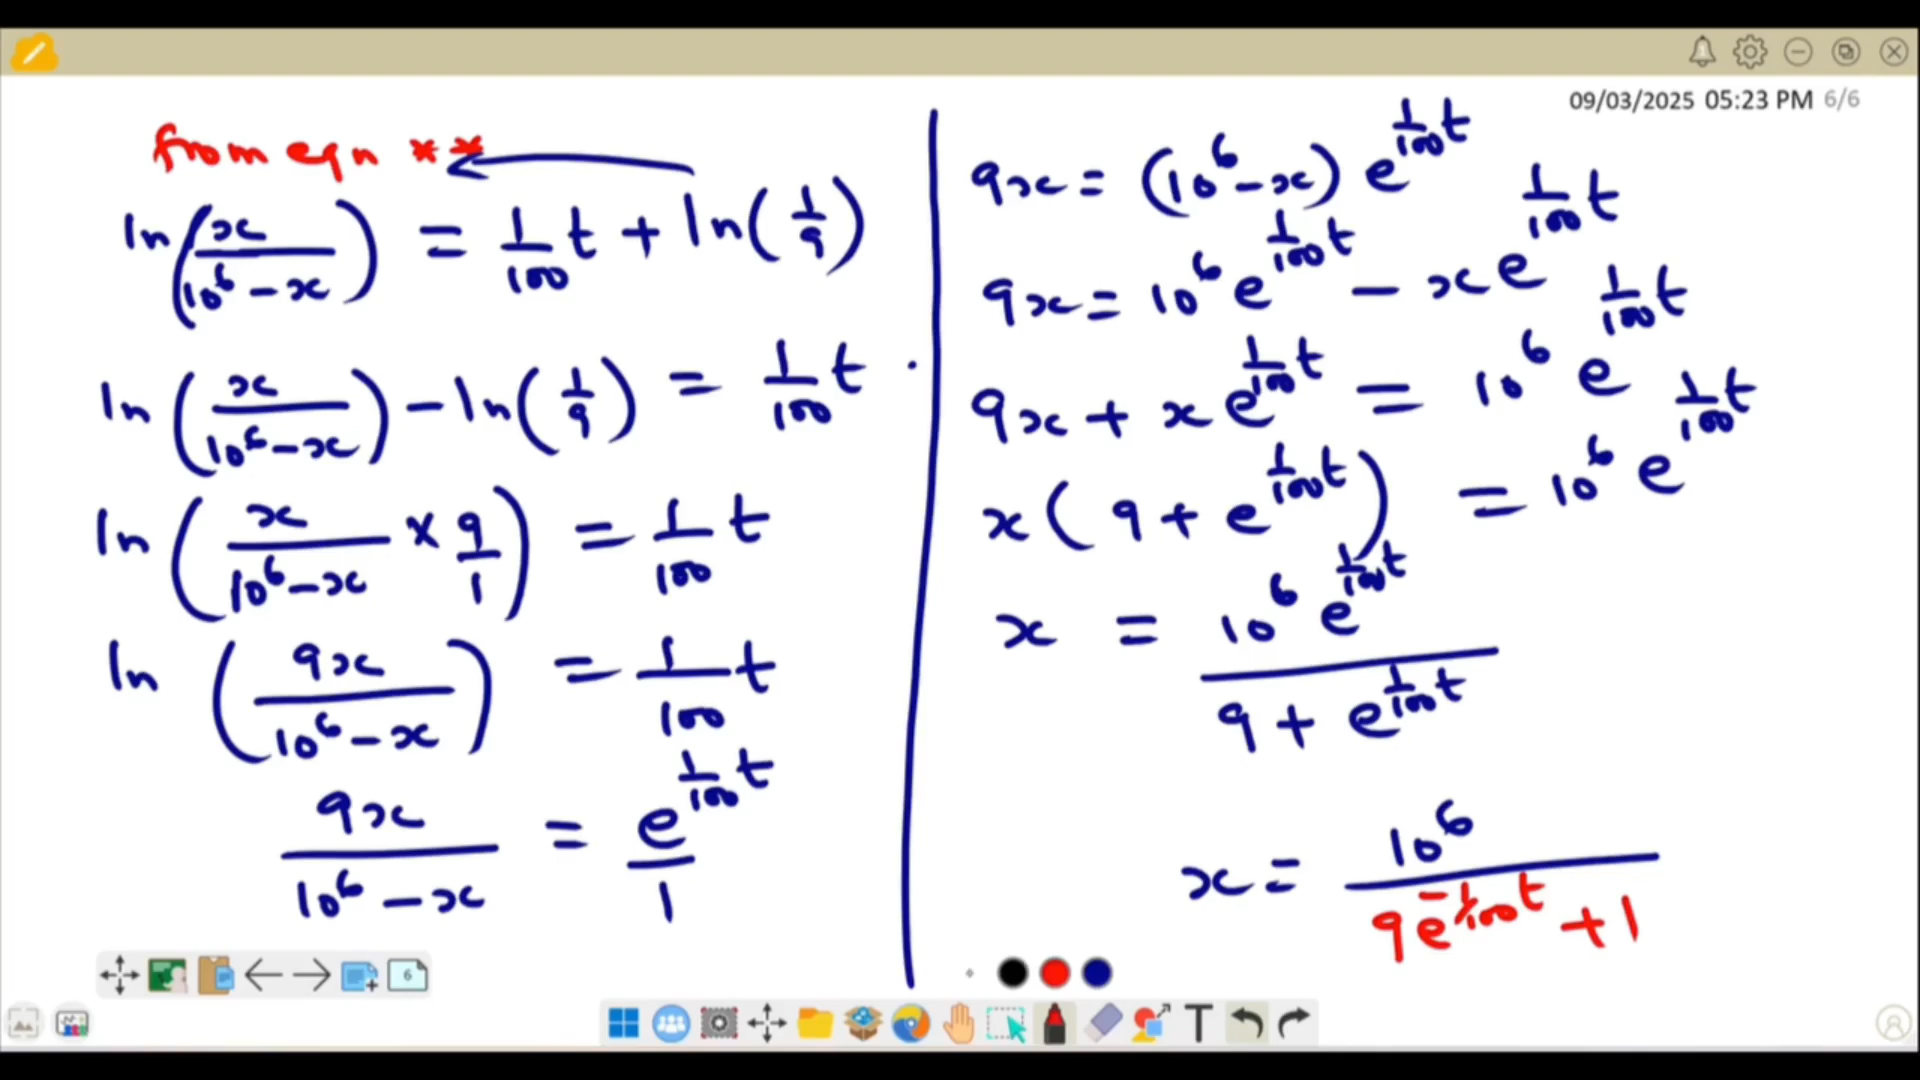 09/03/2025 05:23 PM 6/6
from eqn **
ln(x/(10⁶-x)) = 1/100 t + ln(1/9)
ln(x/(10⁶-x)) - ln(1/9) = 1/100 t
ln(x/(10⁶-x) × 9/1) = 1/100 t
ln(9x/(10⁶-x)) = 1/100 t
9x/(10⁶-x) = e^(1/100 t)/1
9x = (10⁶-x) e^(1/100 t)
9x = 10⁶ e^(1/100 t) - x e^(1/100 t)
9x + x e^(1/100 t) = 10⁶ e^(1/100 t)
x(9 + e^(1/100 t)) = 10⁶ e^(1/100 t)
x = 10⁶ e^(1/100 t)/(9 + e^(1/100 t))
x = 10⁶/(9e^(-1/100 t) + 1)
6
T